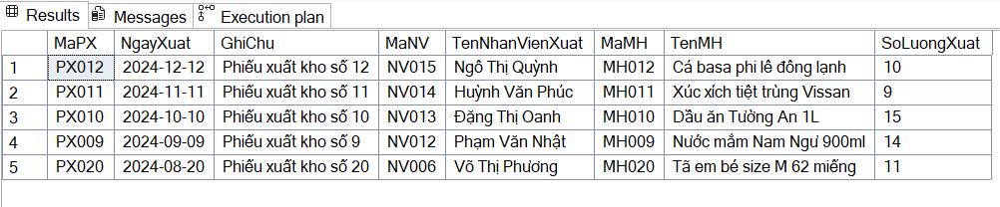 Results Messages Execution plan
MaPX NgayXuat GhiChu MaNV TenNhanVienXuat MaMH TenMH SoLuongXuat
1 PX012 2024-12-12 Phiếu xuất kho số 12 NV015 Ngô Thị Quỳnh MH012 Cá basa phi lê đông lạnh 10
2 PX011 2024-11-11 Phiếu xuất kho số 11 NV014 Huỳnh Văn Phúc MH011 Xúc xích tiệt trùng Vissan 9
3 PX010 2024-10-10 Phiếu xuất kho số 10 NV013 Đặng Thị Oanh MH010 Dầu ăn Tường An 1L 15
4 PX009 2024-09-09 Phiếu xuất kho số 9 NV012 Phạm Văn Nhật MH009 Nước mắm Nam Ngư 900ml 14
5 PX020 2024-08-20 Phiếu xuất kho số 20 NV006 Võ Thị Phương MH020 Tã em bé size M 62 miếng 11